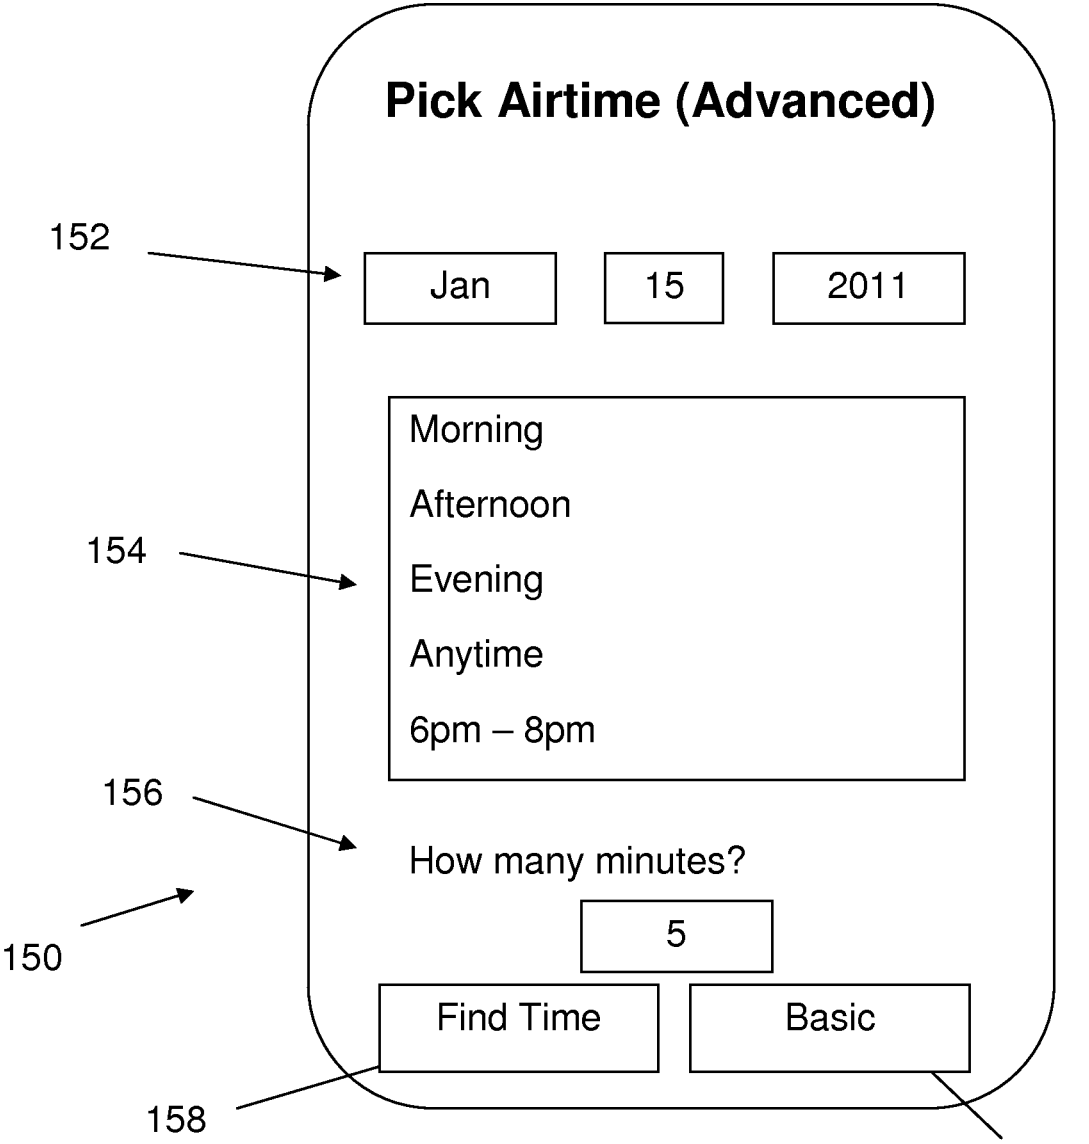 Pick Airtime (Advanced)
152
Jan 15 2011
Morning
Afternoon
154
Evening
Anytime
6pm – 8pm
156
How many minutes?
5
150
Find Time Basic
158